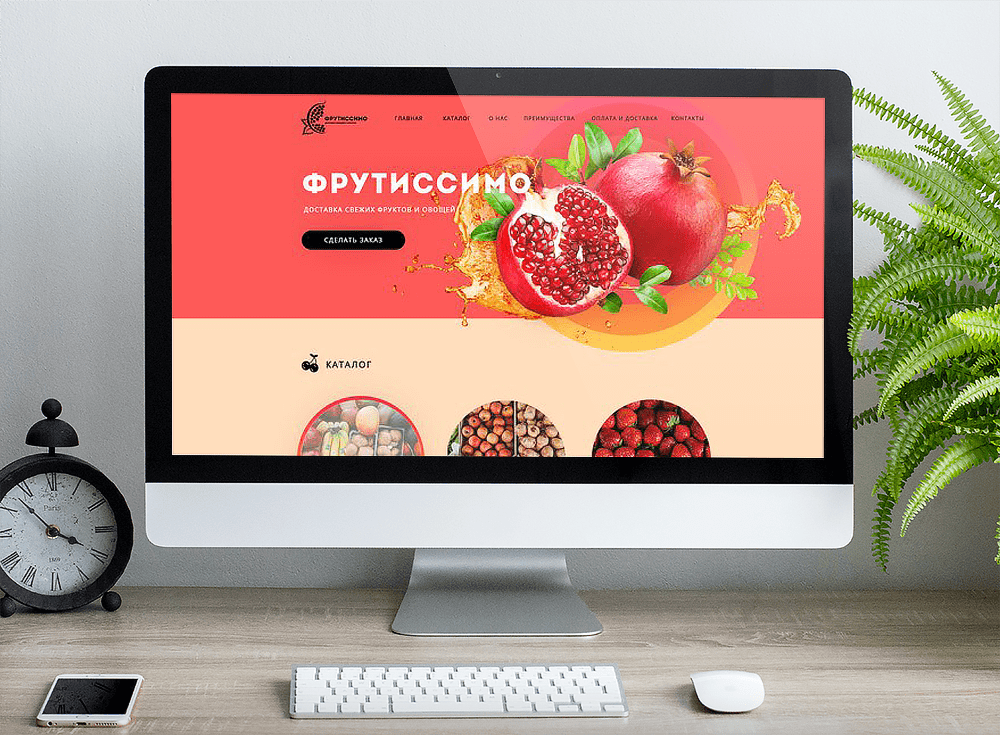 ФРУТИССИМО
ГЛАВНАЯ КАТАЛОГ О НАС ПРЕИМУЩЕСТВА ОПЛАТА И ДОСТАВКА КОНТАКТЫ
ФРУТИССИМО
ДОСТАВКА СВЕЖИХ ФРУКТОВ И ОВОЩЕЙ
СДЕЛАТЬ ЗАКАЗ
КАТАЛОГ
Paris